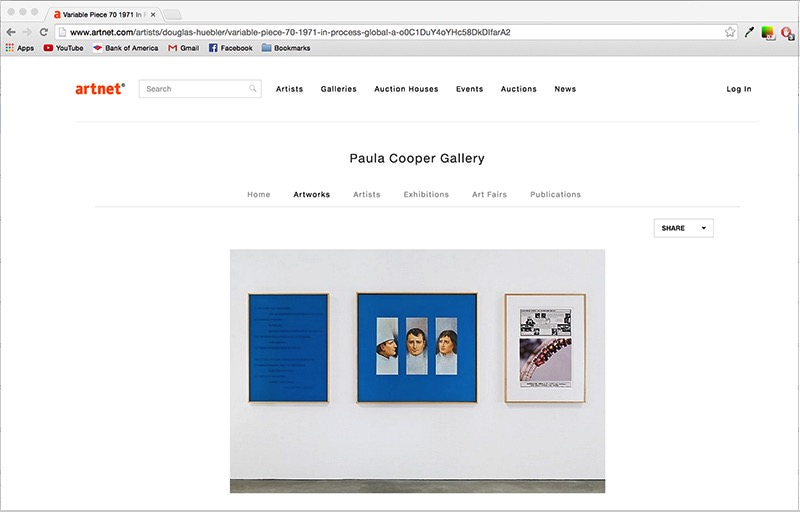 Variable Piece 70 1971 In
www.artnet.com/artists/douglas-huebler/variable-piece-70-1971-in-process-global-a-o0C1DuY4oYHc58DkDIfarA2
Apps YouTube Bank of America Gmail Facebook Bookmarks
artnet® Search Artists Galleries Auction Houses Events Auctions News Log In
Paula Cooper Gallery
Home Artworks Artists Exhibitions Art Fairs Publications
SHARE